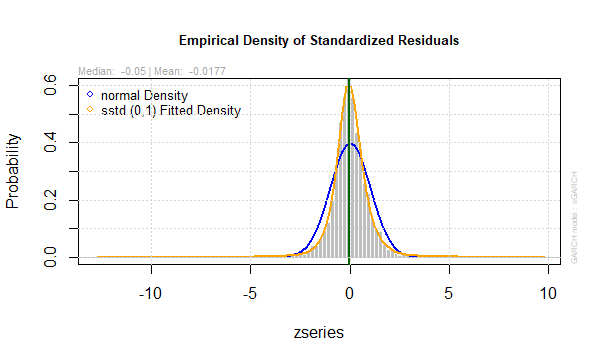 Empirical Density of Standardized Residuals
Median: -0.05 | Mean: -0.0177
normal Density
sstd (0,1) Fitted Density
Probability
0.6
0.4
0.2
0.0
-10
-5
0
5
10
zseries
GARCH model : sGARCH